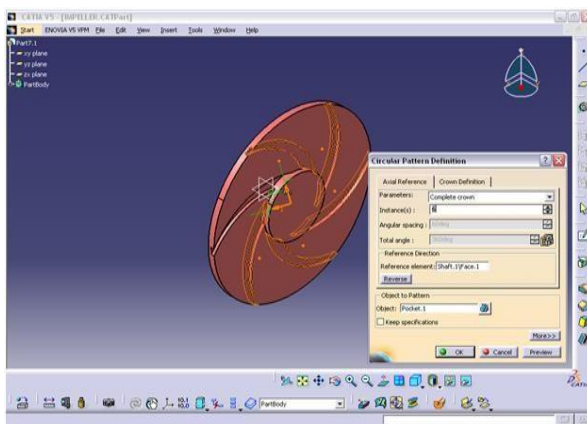 CATIA V5 - [IMPELLER.CATPart]
Start ENOVIA V5 VPM File Edit View Insert Tools Window Help
Part7.1
xy plane
yz plane
zx plane
PartBody
Circular Pattern Definition
Axial Reference Crown Definition
Parameters: Complete crown
Instance(s) : 6
Angular spacing : 60deg
Total angle :
Reference Direction
Reference element: Shaft.1\Face.1
Reverse
Object to Pattern
Object: Pocket.1
Keep specifications
More>>
OK Cancel Preview
PartBody